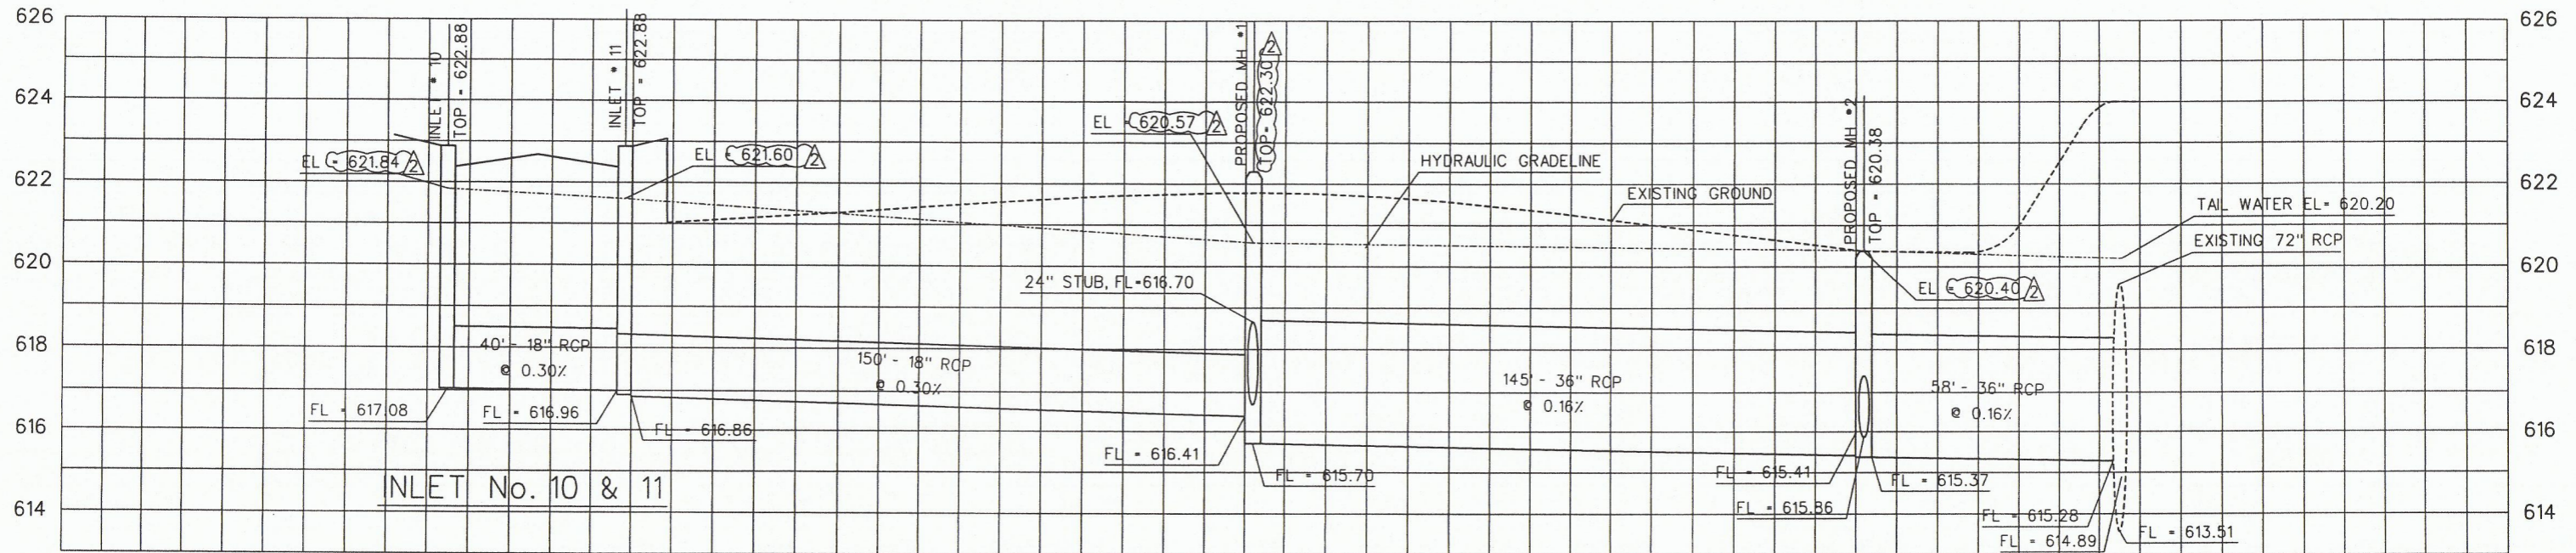 626
624
622
620
618
616
614
INLET * 10
TOP - 622.88
INLET * 11
TOP - 622.88
PROPOSED MH *1
TOP= 622.30
2
PROPOSED MH *2
TOP - 620.38
626
624
622
620
618
616
614
EL = 621.84 2
EL = 621.60 2
EL = 620.57 2
HYDRAULIC GRADELINE
EXISTING GROUND
TAIL WATER EL= 620.20
EXISTING 72" RCP
24" STUB, FL=616.70
EL = 620.40 2
40' - 18" RCP
@ 0.30%
150' - 18" RCP
@ 0.30%
145' - 36" RCP
@ 0.16%
58' - 36" RCP
@ 0.16%
FL = 617.08
FL = 616.96
FL = 616.86
FL = 616.41
FL = 615.70
FL = 615.41
FL = 615.86
FL = 615.37
FL = 615.28
FL = 614.89
FL = 613.51
INLET No. 10 & 11